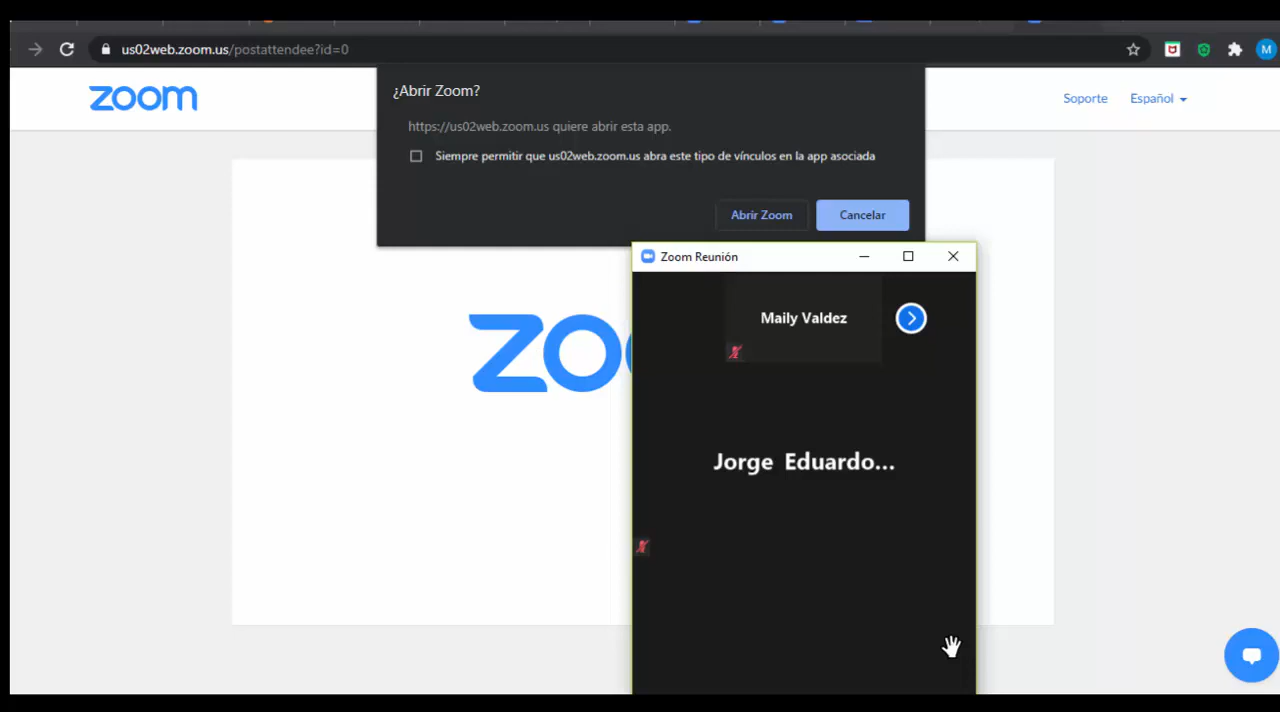 us02web.zoom.us/postattendee?id=0
M
zoom
Soporte
Español
¿Abrir Zoom?
https://us02web.zoom.us quiere abrir esta app.
Siempre permitir que us02web.zoom.us abra este tipo de vínculos en la app asociada
Abrir Zoom
Cancelar
Zoom Reunión
Maily Valdez
Jorge Eduardo...